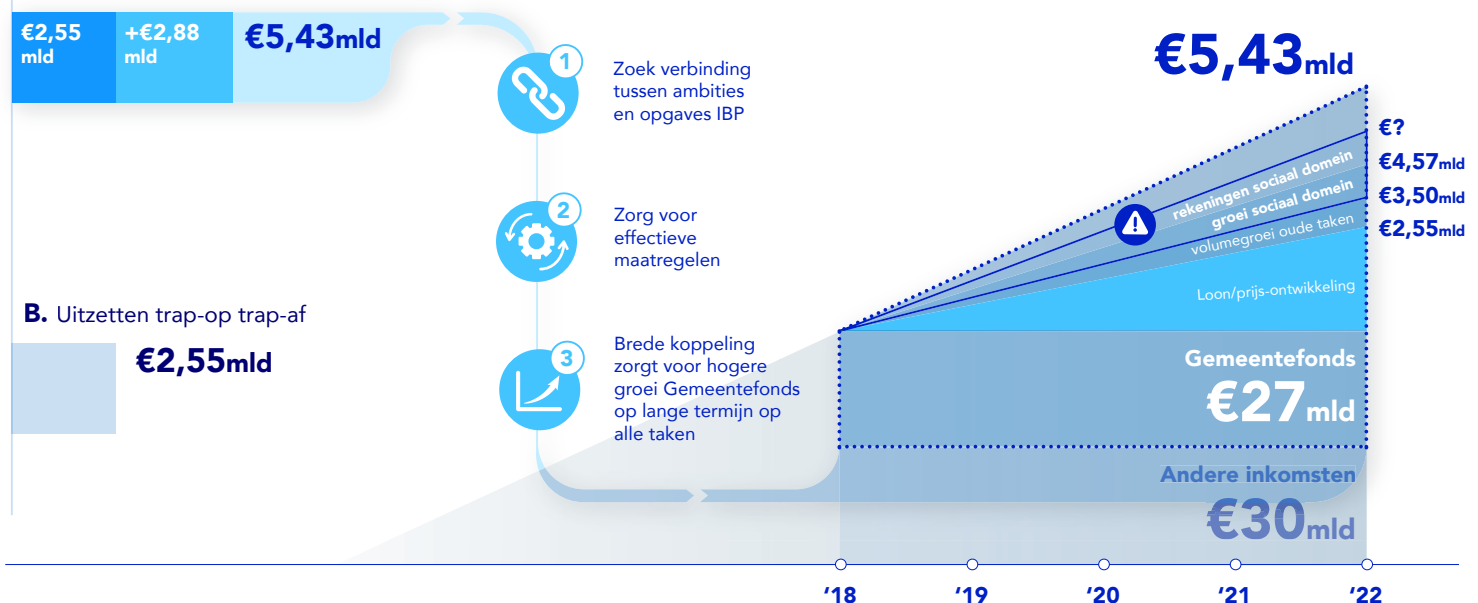 €2,55
mld
+€2,88
mld
€5,43mld
1
Zoek verbinding
tussen ambities
en opgaves IBP
2
Zorg voor
effectieve
maatregelen
B. Uitzetten trap-op trap-af
€2,55mld
3
Brede koppeling
zorgt voor hogere
groei Gemeentefonds
op lange termijn op
alle taken
€5,43mld
€?
€4,57mld
€3,50mld
€2,55mld
rekeningen sociaal domein
groei sociaal domein
volumegroei oude taken
Loon/prijs-ontwikkeling
Gemeentefonds
€27mld
Andere inkomsten
€30mld
‘18
‘19
‘20
‘21
‘22